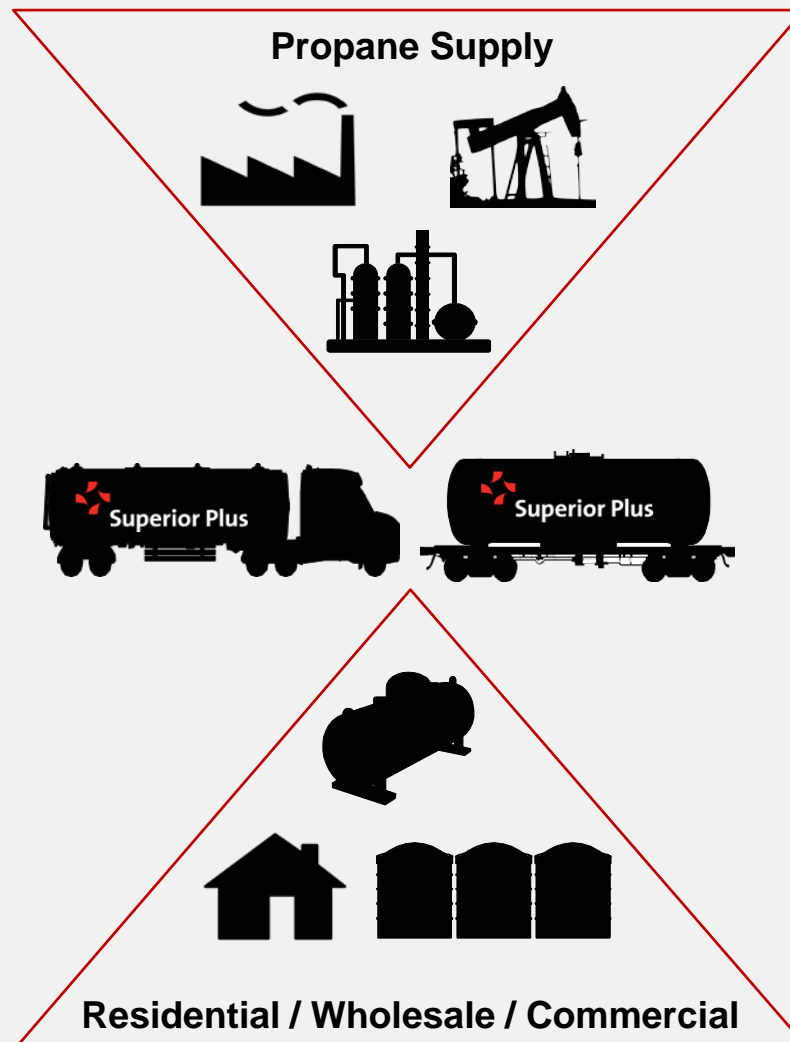 Propane Supply
Superior Plus
Superior Plus
Residential / Wholesale / Commercial